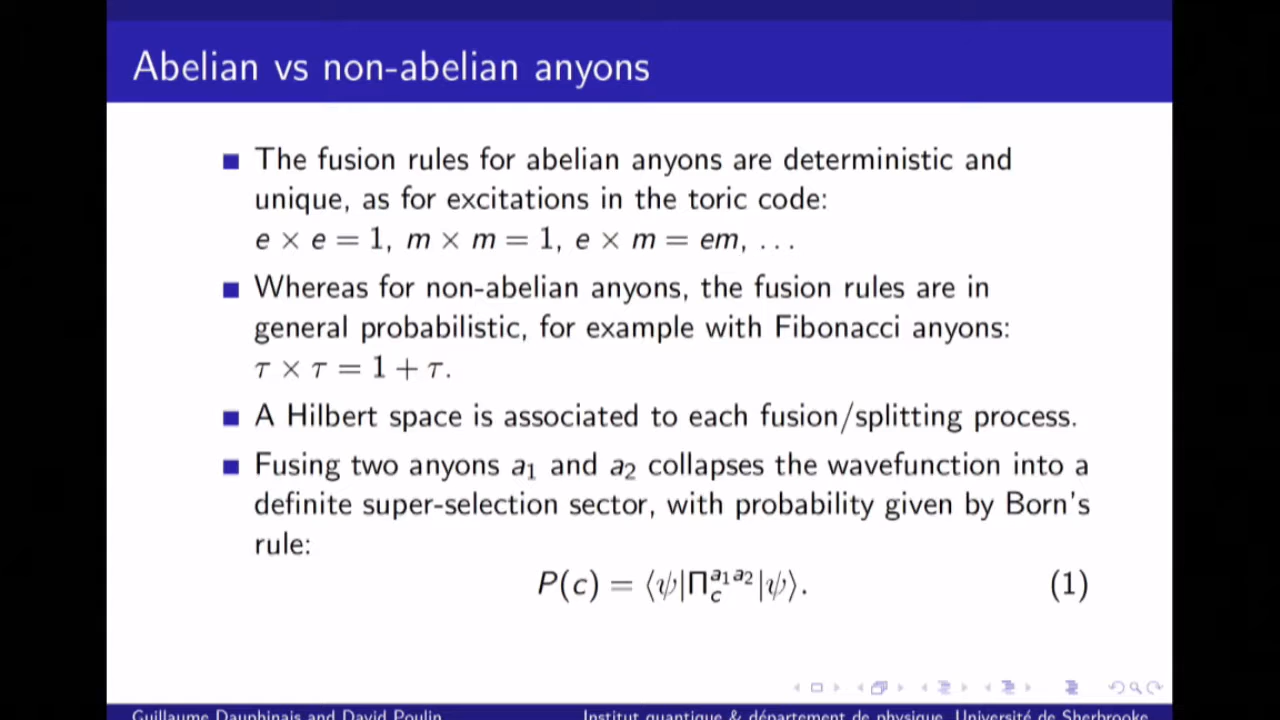 Abelian vs non-abelian anyons
The fusion rules for abelian anyons are deterministic and
unique, as for excitations in the toric code:
e × e = 1, m × m = 1, e × m = em, . . .
Whereas for non-abelian anyons, the fusion rules are in
general probabilistic, for example with Fibonacci anyons:
τ × τ = 1 + τ.
A Hilbert space is associated to each fusion/splitting process.
Fusing two anyons a₁ and a₂ collapses the wavefunction into a
definite super-selection sector, with probability given by Born's
rule:
P(c) = ⟨ψ|Π_c^{a₁a₂}|ψ⟩. (1)
Guillaume Dauphinais and David Poulin Institut quantique & département de physique, Université de Sherbrooke